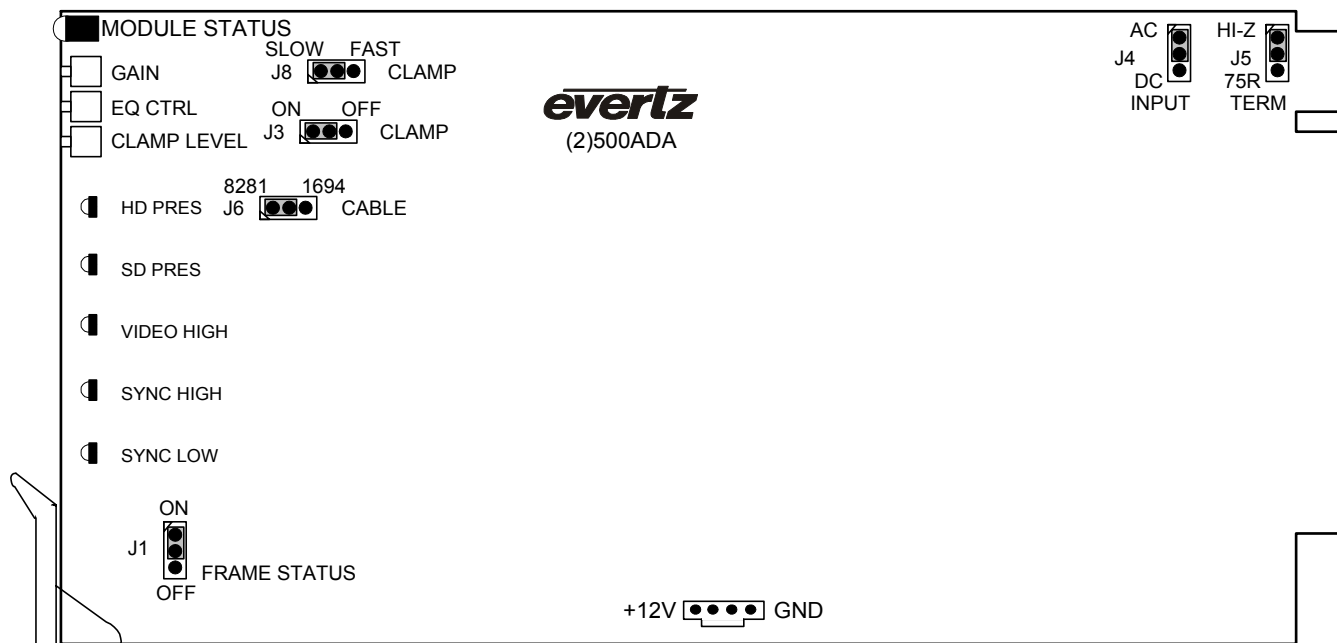 MODULE STATUS
GAIN
EQ CTRL
CLAMP LEVEL
SLOW FAST
J8 CLAMP
ON OFF
J3 CLAMP
evertz
(2)500ADA
AC
J4
DC
INPUT
HI-Z
J5
75R
TERM
8281 1694
HD PRES J6 CABLE
SD PRES
VIDEO HIGH
SYNC HIGH
SYNC LOW
ON
J1
FRAME STATUS
OFF
+12V GND